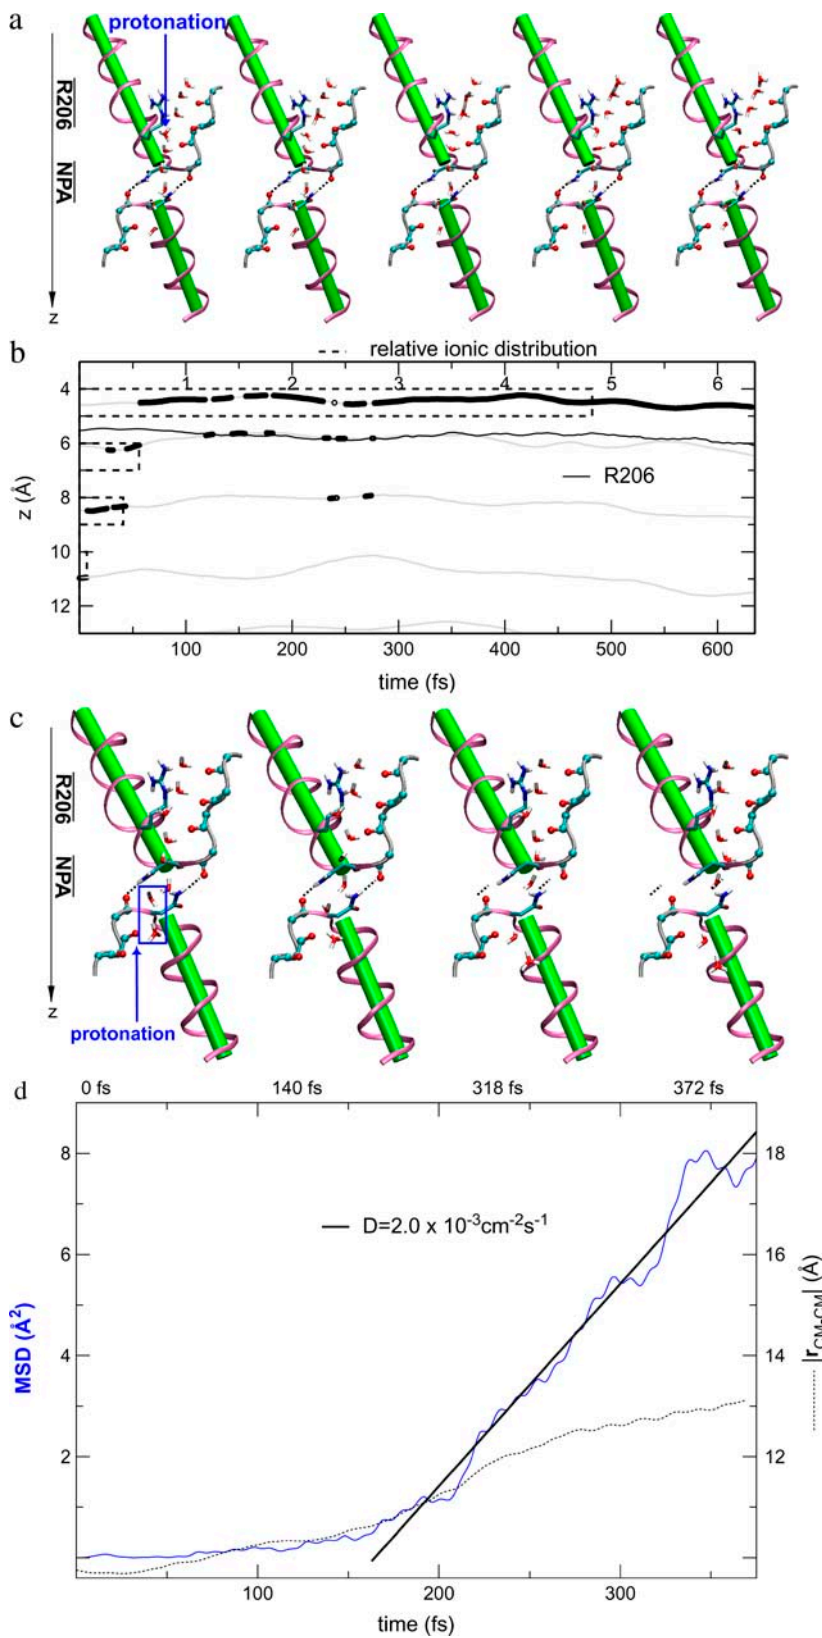 a
protonation
R206
NPA
z
b
relative ionic distribution
1 2 3 4 5 6
4
6
8
10
12
z (Å)
R206
100 200 300 400 500 600
time (fs)
c
R206
NPA
z
protonation
d
0 fs 140 fs 318 fs 372 fs
8
6
4
2
MSD (Å²)
D=2.0 x 10⁻³cm⁻²s⁻¹
18
16
14
12
|r_CM-CM| (Å)
100 200 300
time (fs)